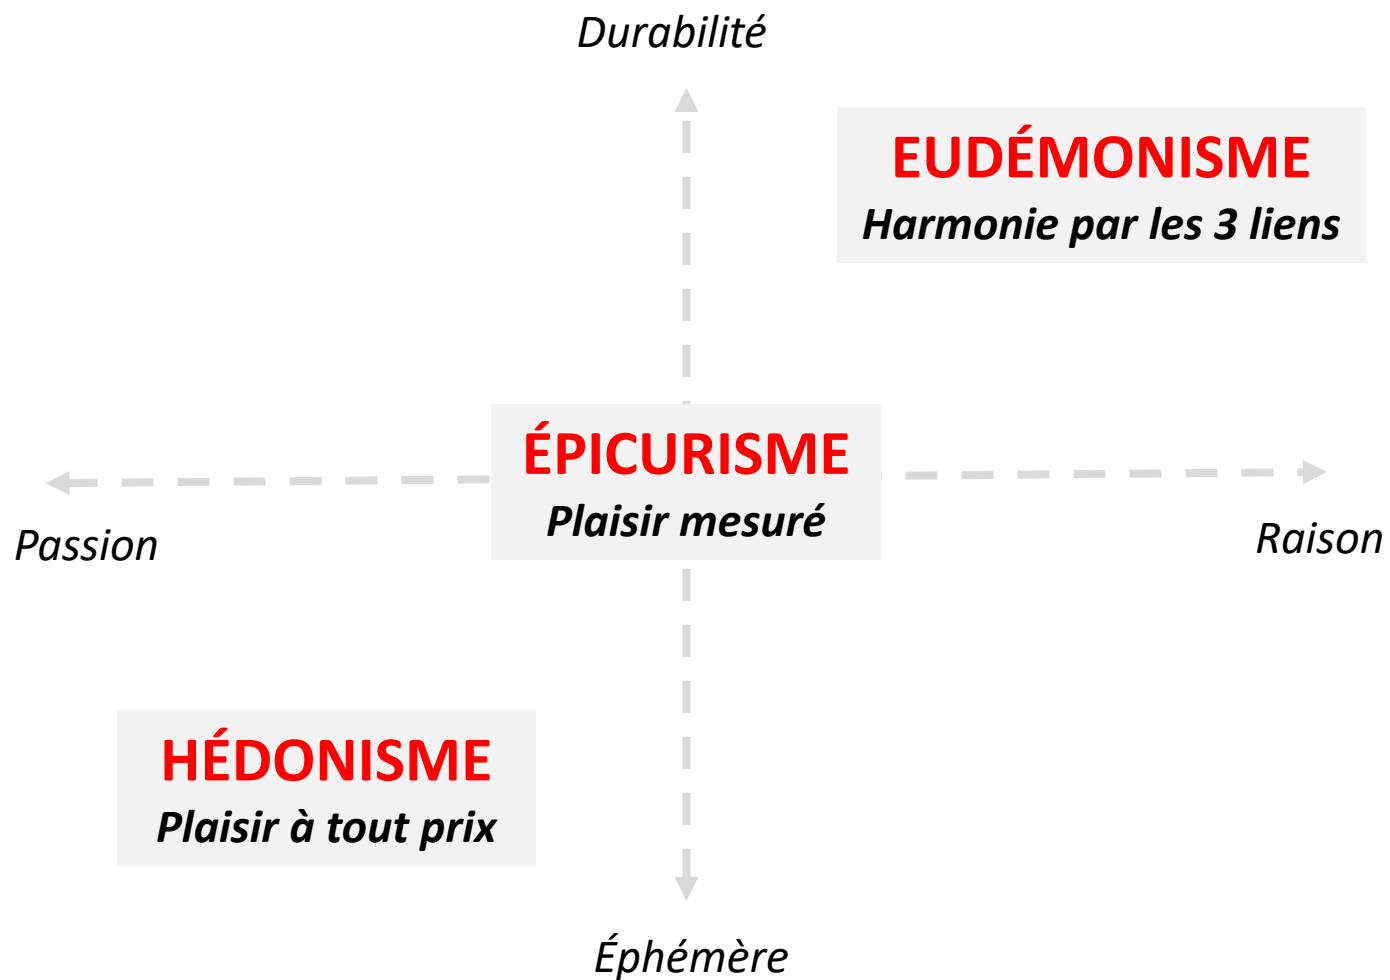 Durabilité
EUDÉMONISME
Harmonie par les 3 liens
ÉPICURISME
Plaisir mesuré
Passion
Raison
HÉDONISME
Plaisir à tout prix
Éphémère